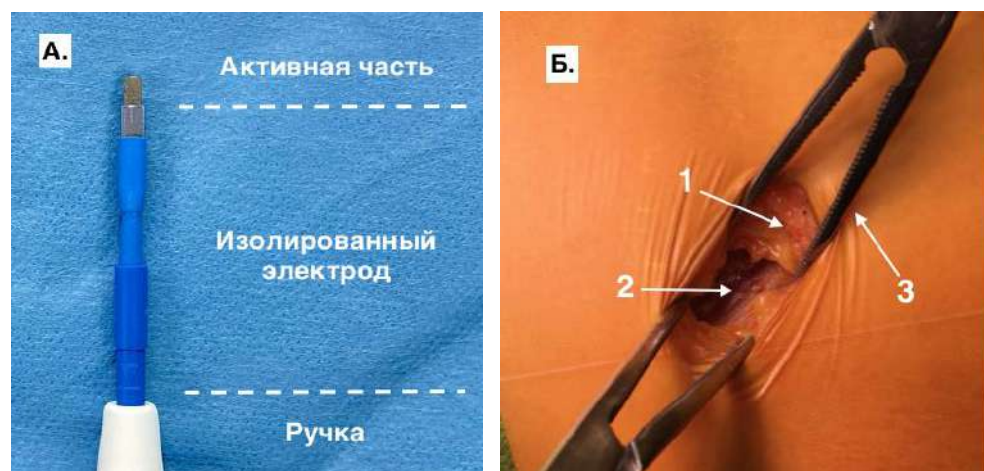 А.
Активная часть
Изолированный
электрод
Ручка
Б.
1
2
3